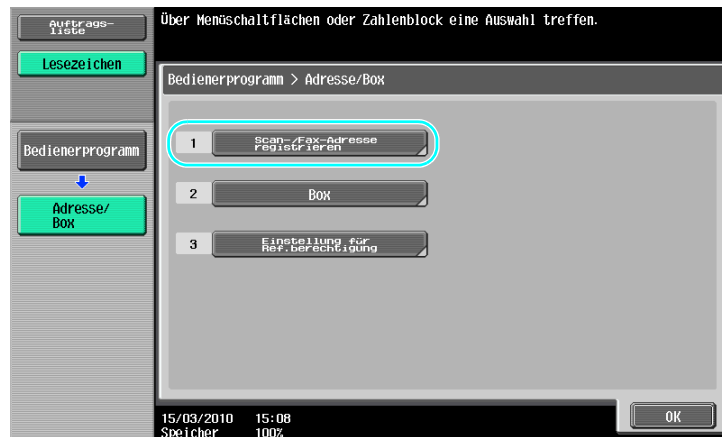 Auftrags-
liste
Über Menüschaltflächen oder Zahlenblock eine Auswahl treffen.
Lesezeichen
Bedienerprogramm > Adresse/Box
1 Scan-/Fax-Adresse
registrieren
Bedienerprogramm
2 Box
Adresse/
Box
3 Einstellung für
Ref.berechtigung
15/03/2010 15:08
Speicher 100%
OK